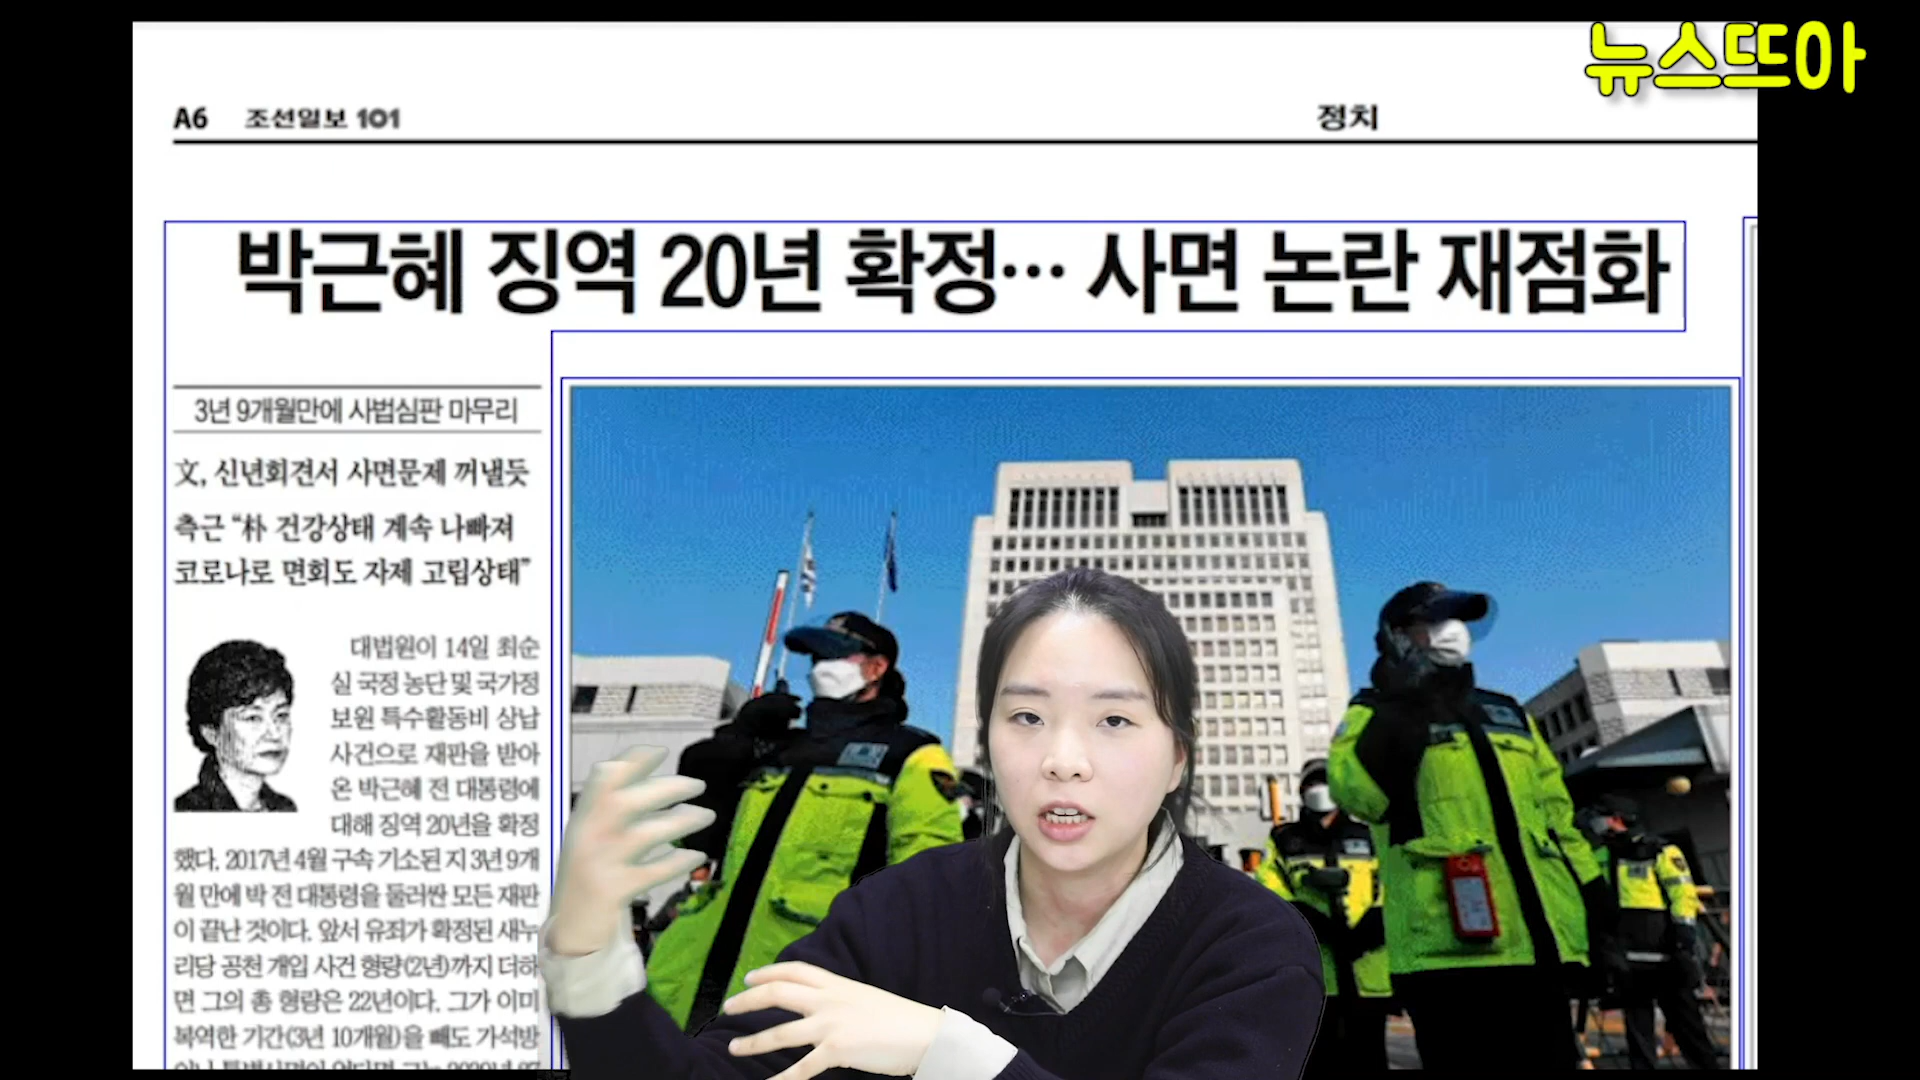 뉴스뜨아
A6 조선일보 101
정치
박근혜 징역 20년 확정… 사면 논란 재점화
3년 9개월만에 사법심판 마무리
文, 신년회견서 사면문제 꺼낼듯
측근 “朴 건강상태 계속 나빠져
코로나로 면회도 자제 고립상태”
대법원이 14일 최순
실 국정 농단 및 국가정
보원 특수활동비 상납
사건으로 재판을 받아
온 박근혜 전 대통령에
대해 징역 20년을 확정
했다. 2017년 4월 구속 기소된 지 3년 9개
월 만에 박 전 대통령을 둘러싼 모든 재판
이 끝난 것이다. 앞서 유죄가 확정된 새누
리당 공천 개입 사건 형량(2년)까지 더하
면 그의 총 형량은 22년이다. 그가 이미
복역한 기간(3년 10개월)을 빼도 가석방